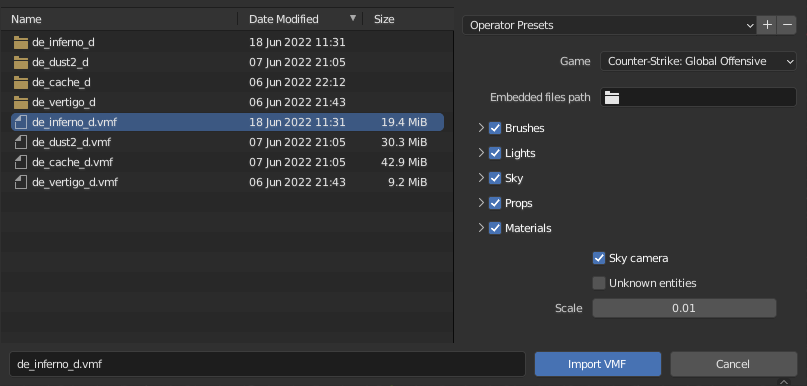 Name Date Modified Size
de_inferno_d 18 Jun 2022 11:31
de_dust2_d 07 Jun 2022 21:05
de_cache_d 06 Jun 2022 22:12
de_vertigo_d 06 Jun 2022 21:43
de_inferno_d.vmf 18 Jun 2022 11:31 19.4 MiB
de_dust2_d.vmf 07 Jun 2022 21:05 30.3 MiB
de_cache_d.vmf 07 Jun 2022 21:05 42.9 MiB
de_vertigo_d.vmf 06 Jun 2022 21:43 9.2 MiB
Operator Presets
Game Counter-Strike: Global Offensive
Embedded files path
Brushes
Lights
Sky
Props
Materials
Sky camera
Unknown entities
Scale 0.01
de_inferno_d.vmf Import VMF Cancel